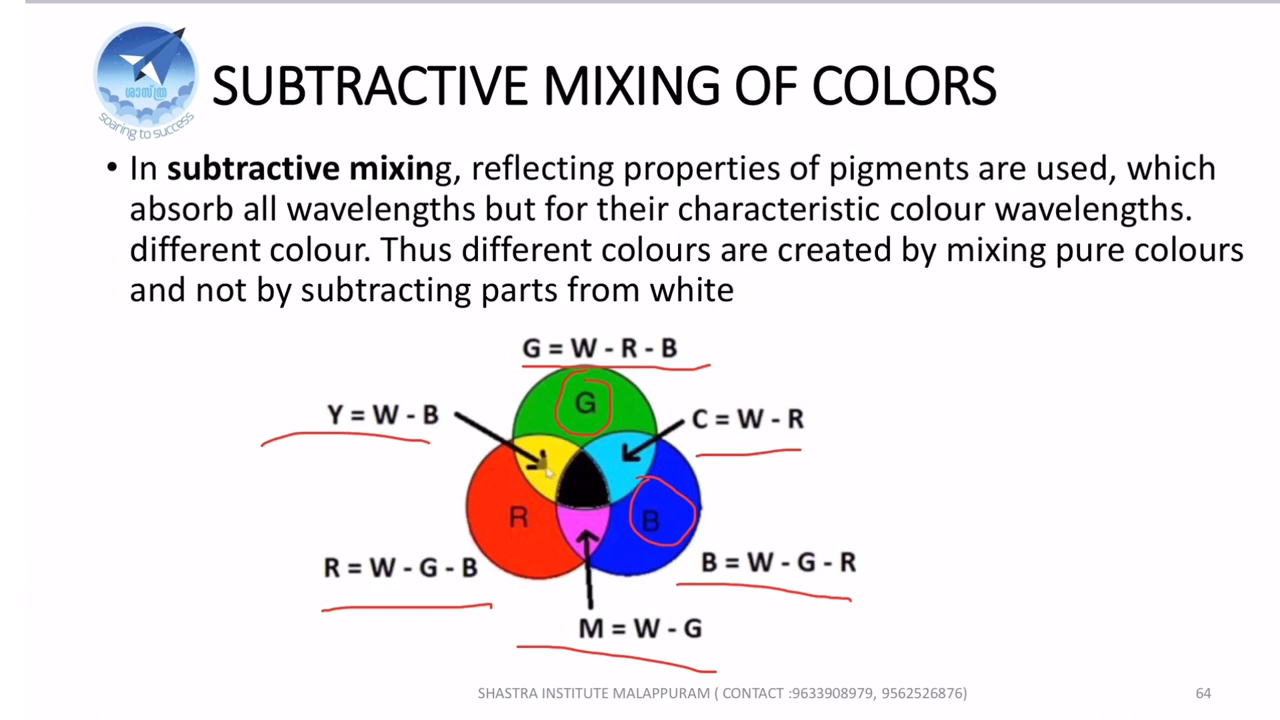 ശാസ്ത്ര
soaring to success
SUBTRACTIVE MIXING OF COLORS
• In subtractive mixing, reflecting properties of pigments are used, which
absorb all wavelengths but for their characteristic colour wavelengths.
different colour. Thus different colours are created by mixing pure colours
and not by subtracting parts from white
G = W - R - B
G
Y = W - B
C = W - R
R
B
R = W - G - B
B = W - G - R
M = W - G
SHASTRA INSTITUTE MALAPPURAM ( CONTACT :9633908979, 9562526876)
64